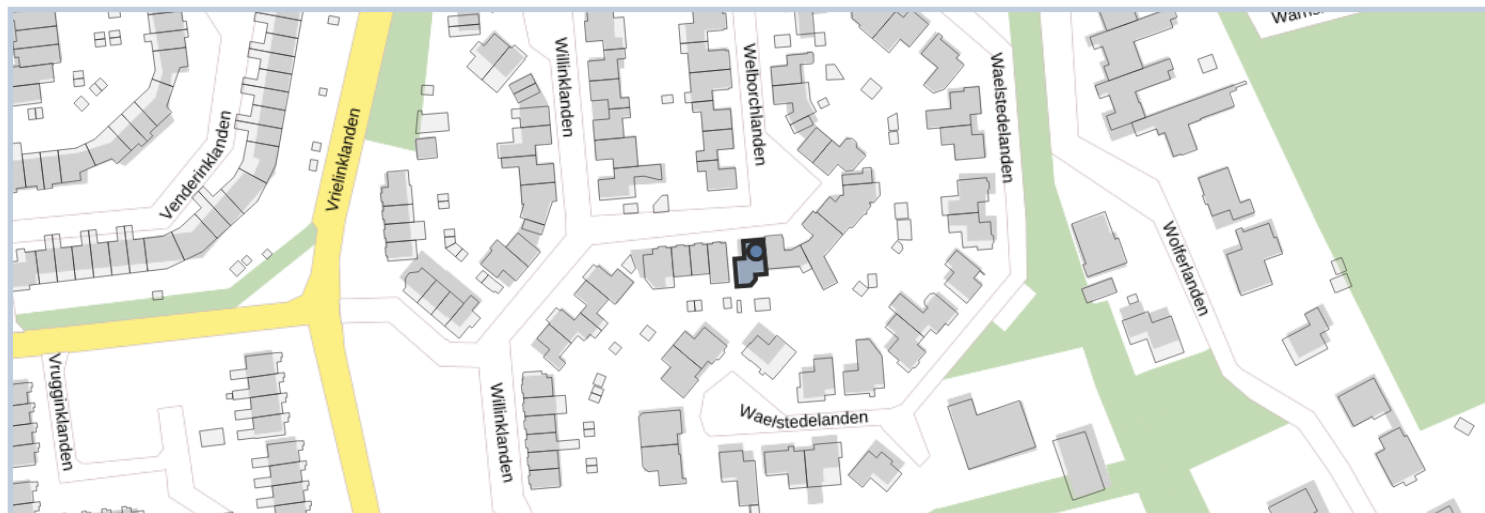 Willinklanden
Welborchlanden
Waelstedelanden
Venderinklanden
Vrielinklanden
Wolferlanden
Vrugginklanden
Willinklanden
Waelstedelanden